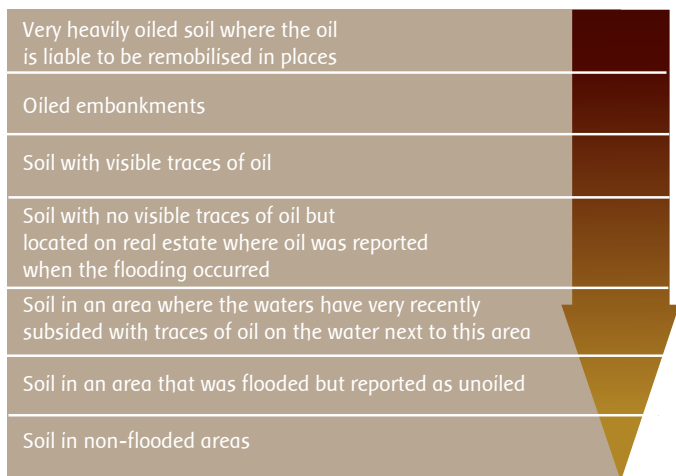 Very heavily oiled soil where the oil
is liable to be remobilised in places
Oiled embankments
Soil with visible traces of oil
Soil with no visible traces of oil but
located on real estate where oil was reported
when the flooding occurred
Soil in an area where the waters have very recently
subsided with traces of oil on the water next to this area
Soil in an area that was flooded but reported as unoiled
Soil in non-flooded areas